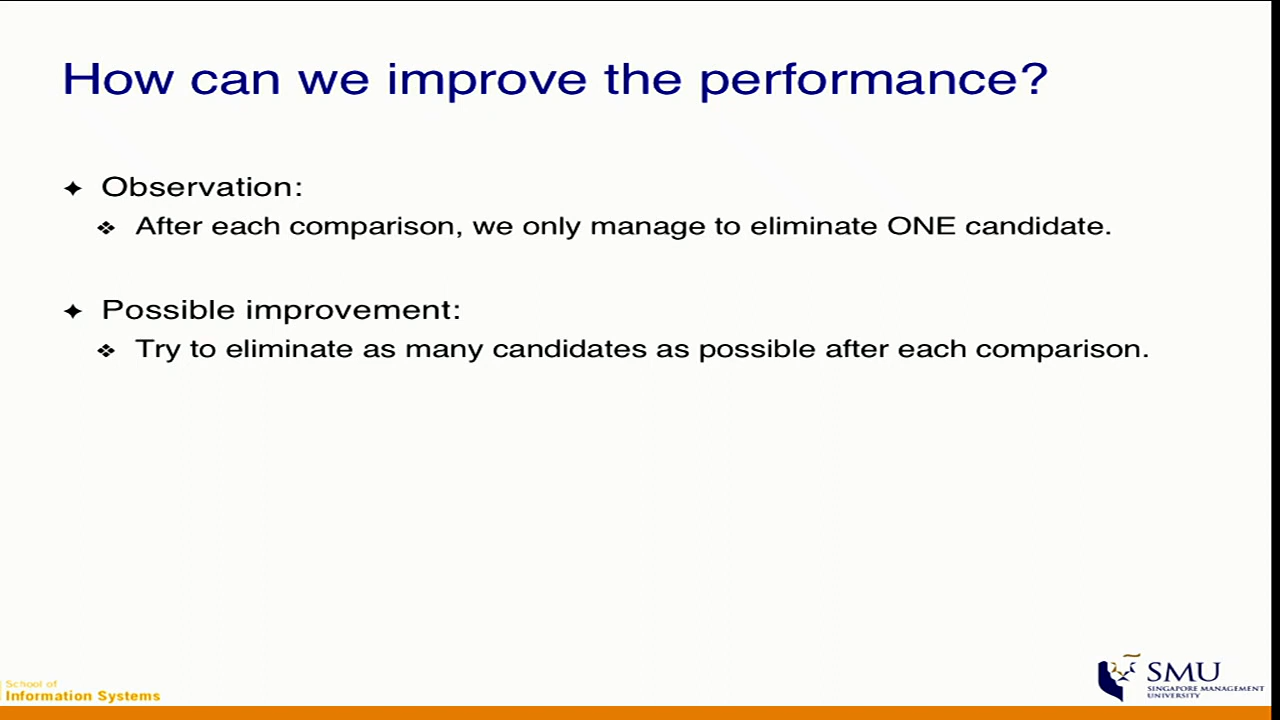 How can we improve the performance?
Observation:
After each comparison, we only manage to eliminate ONE candidate.
Possible improvement:
Try to eliminate as many candidates as possible after each comparison.
School of
Information Systems
SMU
SINGAPORE MANAGEMENT
UNIVERSITY